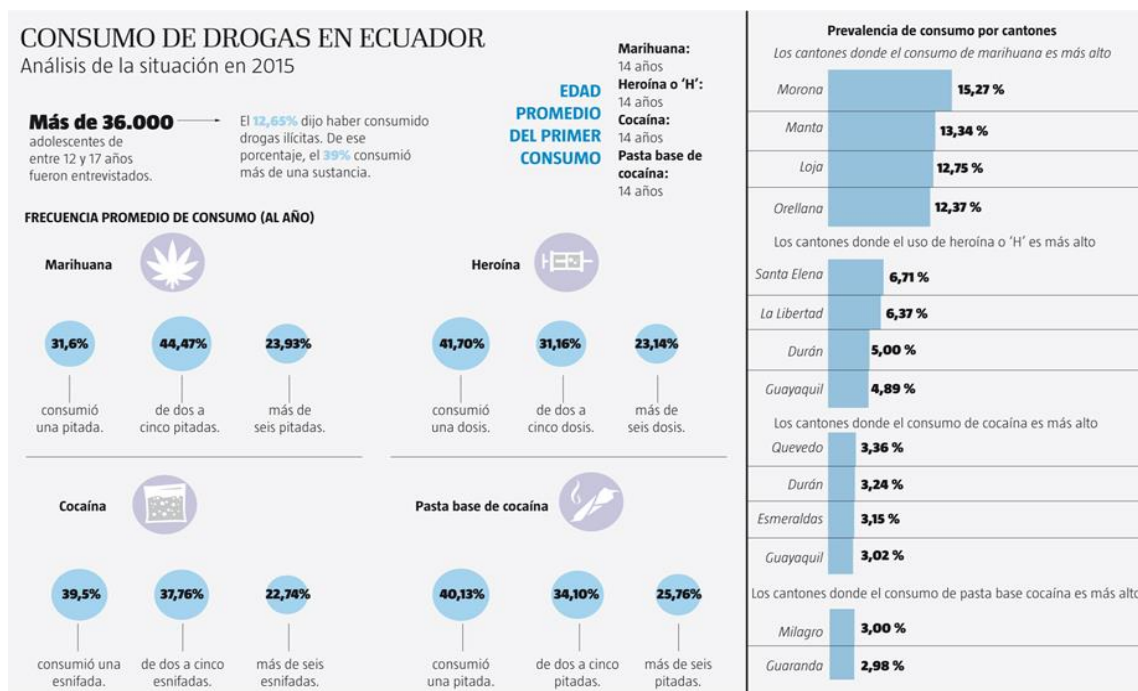 CONSUMO DE DROGAS EN ECUADOR
Análisis de la situación en 2015
Más de 36.000
adolescentes de
entre 12 y 17 años
fueron entrevistados.
El 12,65% dijo haber consumido
drogas ilícitas. De ese
porcentaje, el 39% consumió
más de una sustancia.
EDAD
PROMEDIO
DEL PRIMER
CONSUMO
Marihuana:
14 años
Heroína o ‘H’:
14 años
Cocaína:
14 años
Pasta base de
cocaína:
14 años
FRECUENCIA PROMEDIO DE CONSUMO (AL AÑO)
Marihuana
31,6% 44,47% 23,93%
consumió de dos a más de
una pitada. cinco pitadas. seis pitadas.
Heroína
41,70% 31,16% 23,14%
consumió de dos a más de
una dosis. cinco dosis. seis dosis.
Cocaína
39,5% 37,76% 22,74%
consumió una de dos a cinco más de seis
esnifada. esnifadas. esnifadas.
Pasta base de cocaína
40,13% 34,10% 25,76%
consumió de dos a cinco más de seis
una pitada. pitadas. pitadas.
Prevalencia de consumo por cantones
Los cantones donde el consumo de marihuana es más alto
Morona 15,27 %
Manta 13,34 %
Loja 12,75 %
Orellana 12,37 %
Los cantones donde el uso de heroína o ‘H’ es más alto
Santa Elena 6,71 %
La Libertad 6,37 %
Durán 5,00 %
Guayaquil 4,89 %
Los cantones donde el consumo de cocaína es más alto
Quevedo 3,36 %
Durán 3,24 %
Esmeraldas 3,15 %
Guayaquil 3,02 %
Los cantones donde el consumo de pasta base cocaína es más alto
Milagro 3,00 %
Guaranda 2,98 %